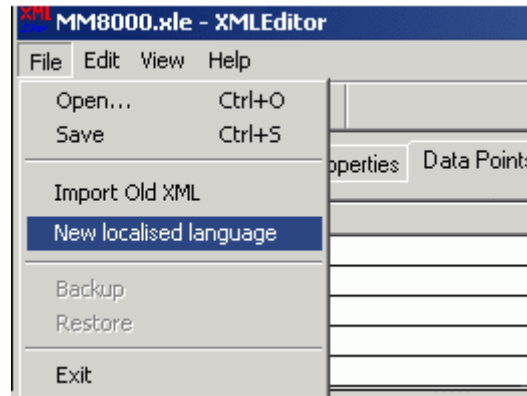 XML MM8000.xle - XMLEditor
File Edit View Help
Open... Ctrl+O
Save Ctrl+S
operties Data Points
Import Old XML
New localised language
Backup
Restore
Exit